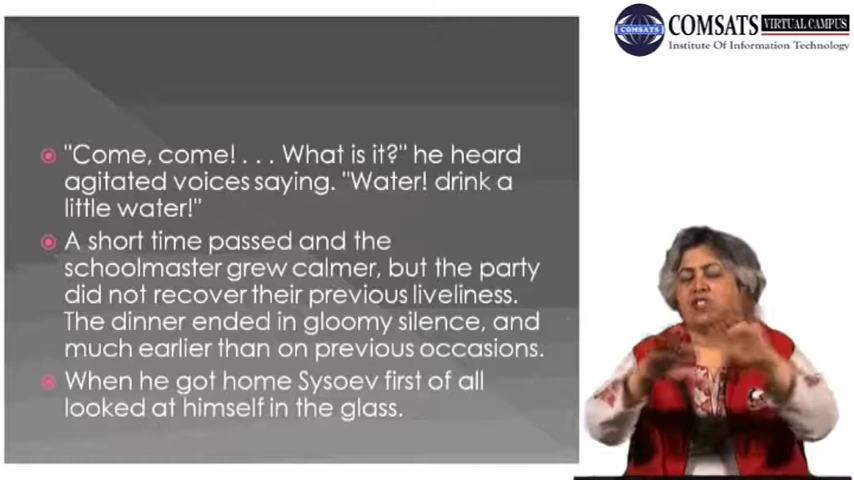 COMSATS
COMSATS VIRTUAL CAMPUS
Institute Of Information Technology
"Come, come! . . . What is it?" he heard
agitated voices saying. "Water! drink a
little water!"
A short time passed and the
schoolmaster grew calmer, but the party
did not recover their previous liveliness.
The dinner ended in gloomy silence, and
much earlier than on previous occasions.
When he got home Sysoev first of all
looked at himself in the glass.